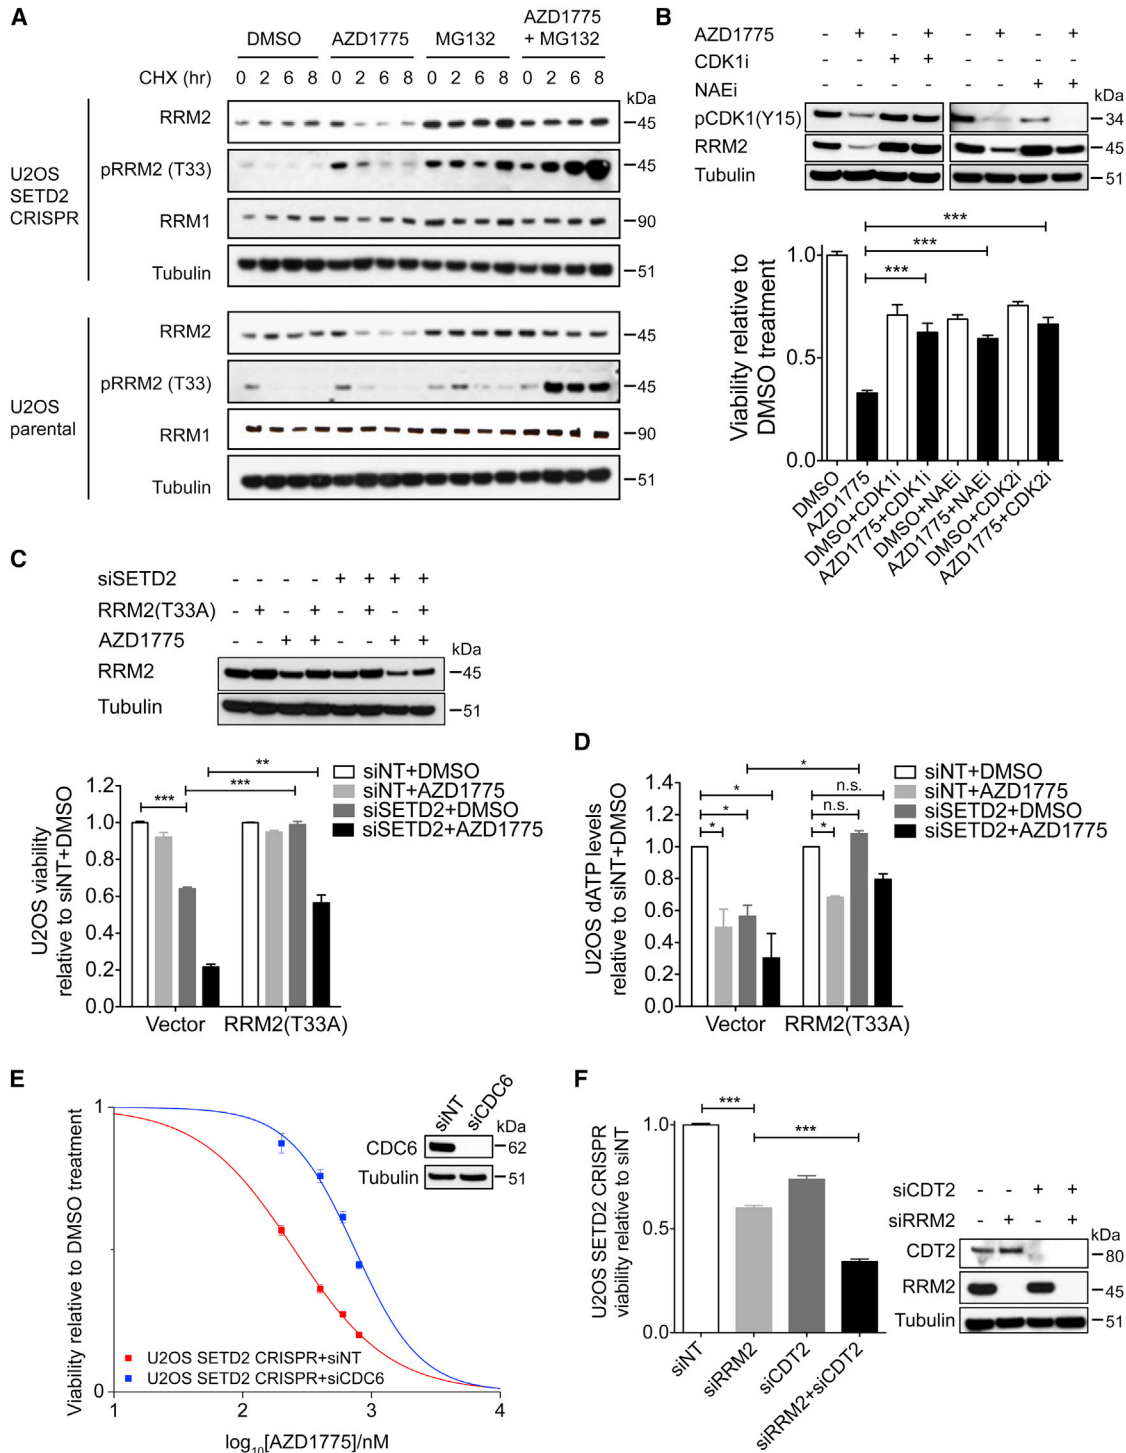 A
DMSO AZD1775 MG132 AZD1775 + MG132
CHX (hr) 0 2 6 8 0 2 6 8 0 2 6 8 0 2 6 8
kDa
U2OS SETD2 CRISPR
RRM2 45
pRRM2 (T33) 45
RRM1 90
Tubulin 51
U2OS parental
RRM2 45
pRRM2 (T33) 45
RRM1 90
Tubulin 51
B
AZD1775 - + - + - + - +
CDK1i - - + + - - - -
NAEi - - - - - - + +
kDa
pCDK1(Y15) 34
RRM2 45
Tubulin 51
***
***
***
Viability relative to DMSO treatment
1.0
0.5
0.0
DMSO
AZD1775
DMSO+CDK1i
AZD1775+CDK1i
DMSO+NAEi
AZD1775+NAEi
DMSO+CDK2i
AZD1775+CDK2i
C
siSETD2 - - - - + + + +
RRM2(T33A) - + - + - + - +
AZD1775 - - + + - - + +
kDa
RRM2 45
Tubulin 51
U2OS viability relative to siNT+DMSO
1.2
1.0
0.8
0.6
0.4
0.2
0.0
***
***
**
siNT+DMSO
siNT+AZD1775
siSETD2+DMSO
siSETD2+AZD1775
Vector RRM2(T33A)
D
U2OS dATP levels relative to siNT+DMSO
1.4
1.2
1.0
0.8
0.6
0.4
0.2
0.0
*
*
*
*
n.s.
n.s.
*
siNT+DMSO
siNT+AZD1775
siSETD2+DMSO
siSETD2+AZD1775
Vector RRM2(T33A)
E
Viability relative to DMSO treatment
1
0
siNT siCDC6
kDa
CDC6 62
Tubulin 51
U2OS SETD2 CRISPR+siNT
U2OS SETD2 CRISPR+siCDC6
1 2 3 4
log10[AZD1775]/nM
F
U2OS SETD2 CRISPR viability relative to siNT
1.0
0.5
0.0
***
***
siNT
siRRM2
siCDT2
siRRM2+siCDT2
siCDT2 - - + +
siRRM2 - + - +
kDa
CDT2 80
RRM2 45
Tubulin 51